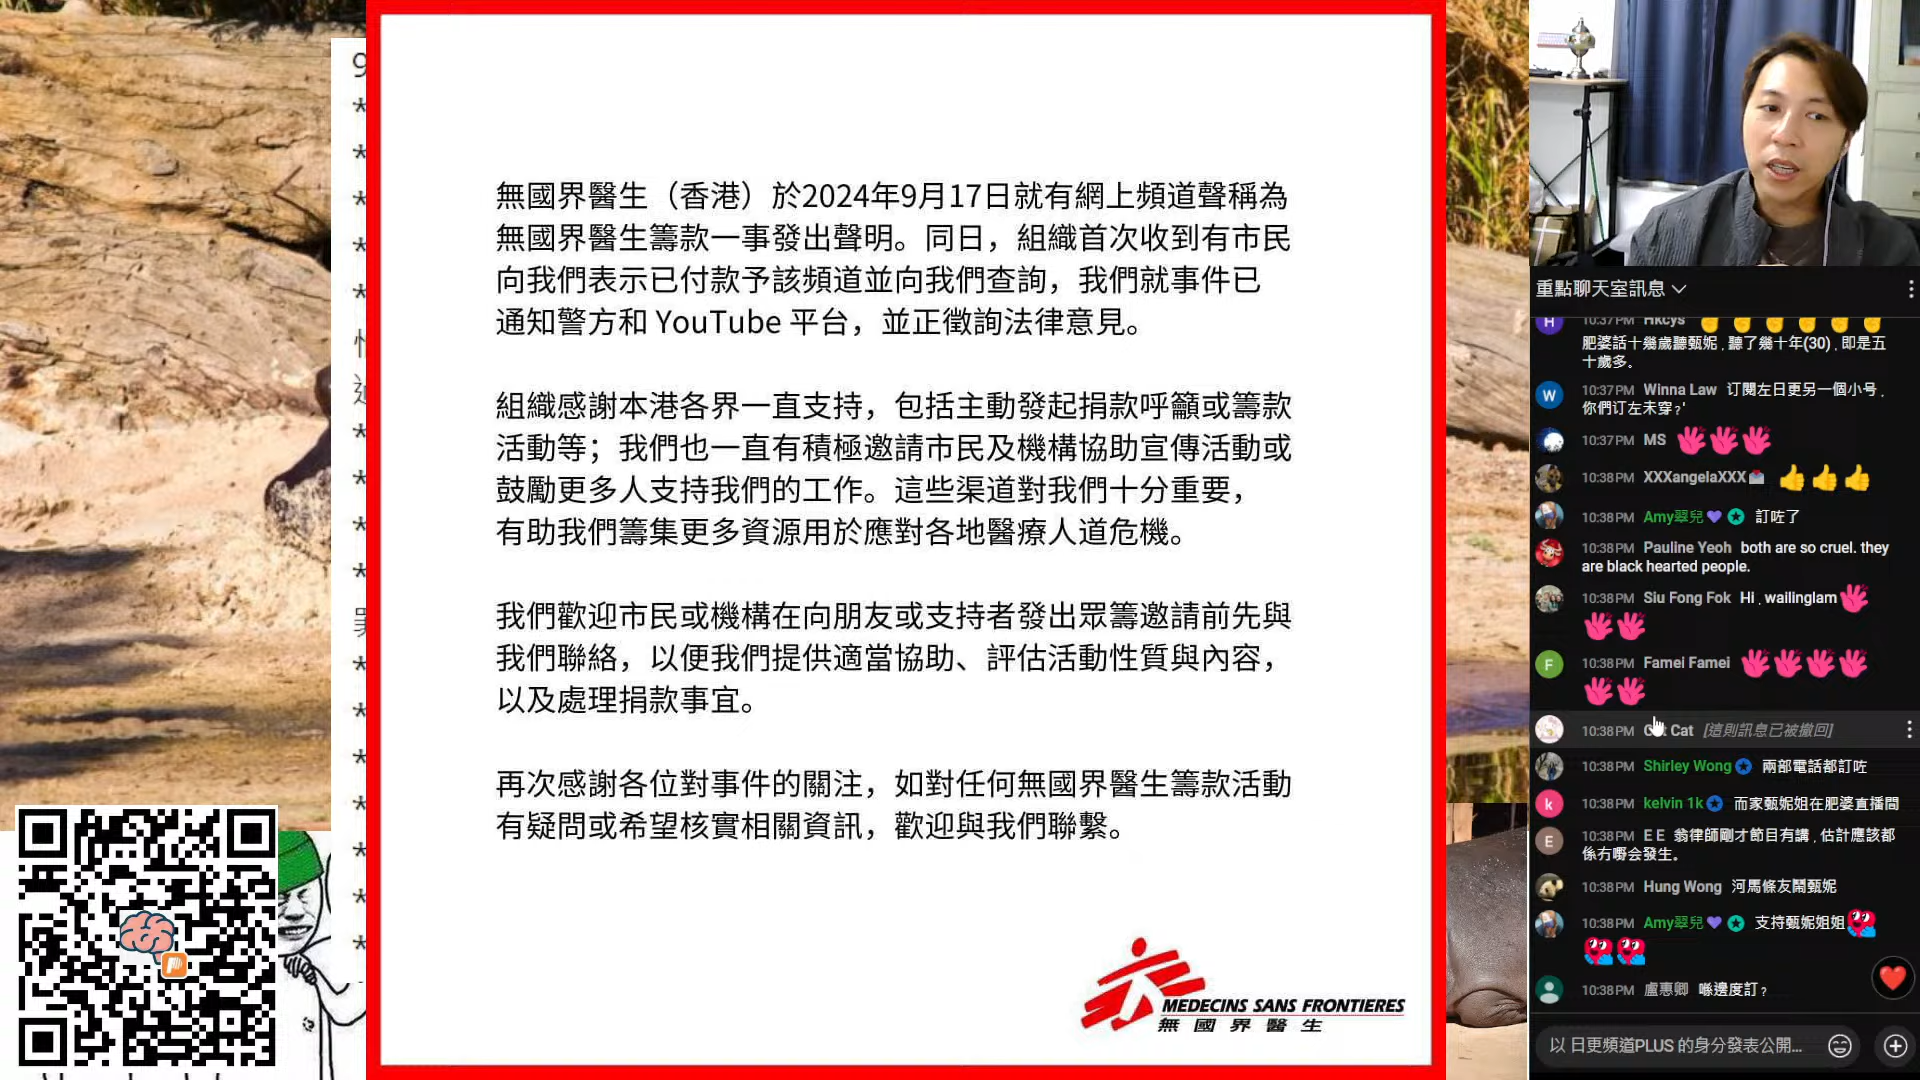 無國界醫生（香港）於2024年9月17日就有網上頻道聲稱為
無國界醫生籌款一事發出聲明。同日，組織首次收到有市民
向我們表示已付款予該頻道並向我們查詢，我們就事件已
通知警方和 YouTube 平台，並正徵詢法律意見。
組織感謝本港各界一直支持，包括主動發起捐款呼籲或籌款
活動等；我們也一直有積極邀請市民及機構協助宣傳活動或
鼓勵更多人支持我們的工作。這些渠道對我們十分重要，
有助我們籌集更多資源用於應對各地醫療人道危機。
我們歡迎市民或機構在向朋友或支持者發出眾籌邀請前先與
我們聯絡，以便我們提供適當協助、評估活動性質與內容，
以及處理捐款事宜。
再次感謝各位對事件的關注，如對任何無國界醫生籌款活動
有疑問或希望核實相關資訊，歡迎與我們聯繫。
MEDECINS SANS FRONTIERES
無國界醫生
重點聊天室訊息
H
10:37PM Hkcys
肥婆話十幾歲聽甄妮，聽了幾十年(30)，即是五
十歲多。
W
10:37PM Winna Law 订閱左日更另一個小号，
你們订左未穿?'
10:37PM MS
10:38PM XXXangelaXXX
10:38PM Amy翠兒 訂咗了
10:38PM Pauline Yeoh both are so cruel. they
are black hearted people.
10:38PM Siu Fong Fok Hi , wailinglam
F
10:38PM Famei Famei
10:38PM Cat [這則訊息已被撤回]
10:38PM Shirley Wong 兩部電話都訂咗
k
10:38PM kelvin 1k 而家甄妮姐在肥婆直播間
E
10:38PM E E 翁律師剛才節目有講，估計應該都
係冇嘢会發生。
10:38PM Hung Wong 河馬條友鬧甄妮
10:38PM Amy翠兒 支持甄妮姐姐
10:38PM 盧惠卿 喺邊度訂？
以 日更頻道PLUS 的身分發表公開...